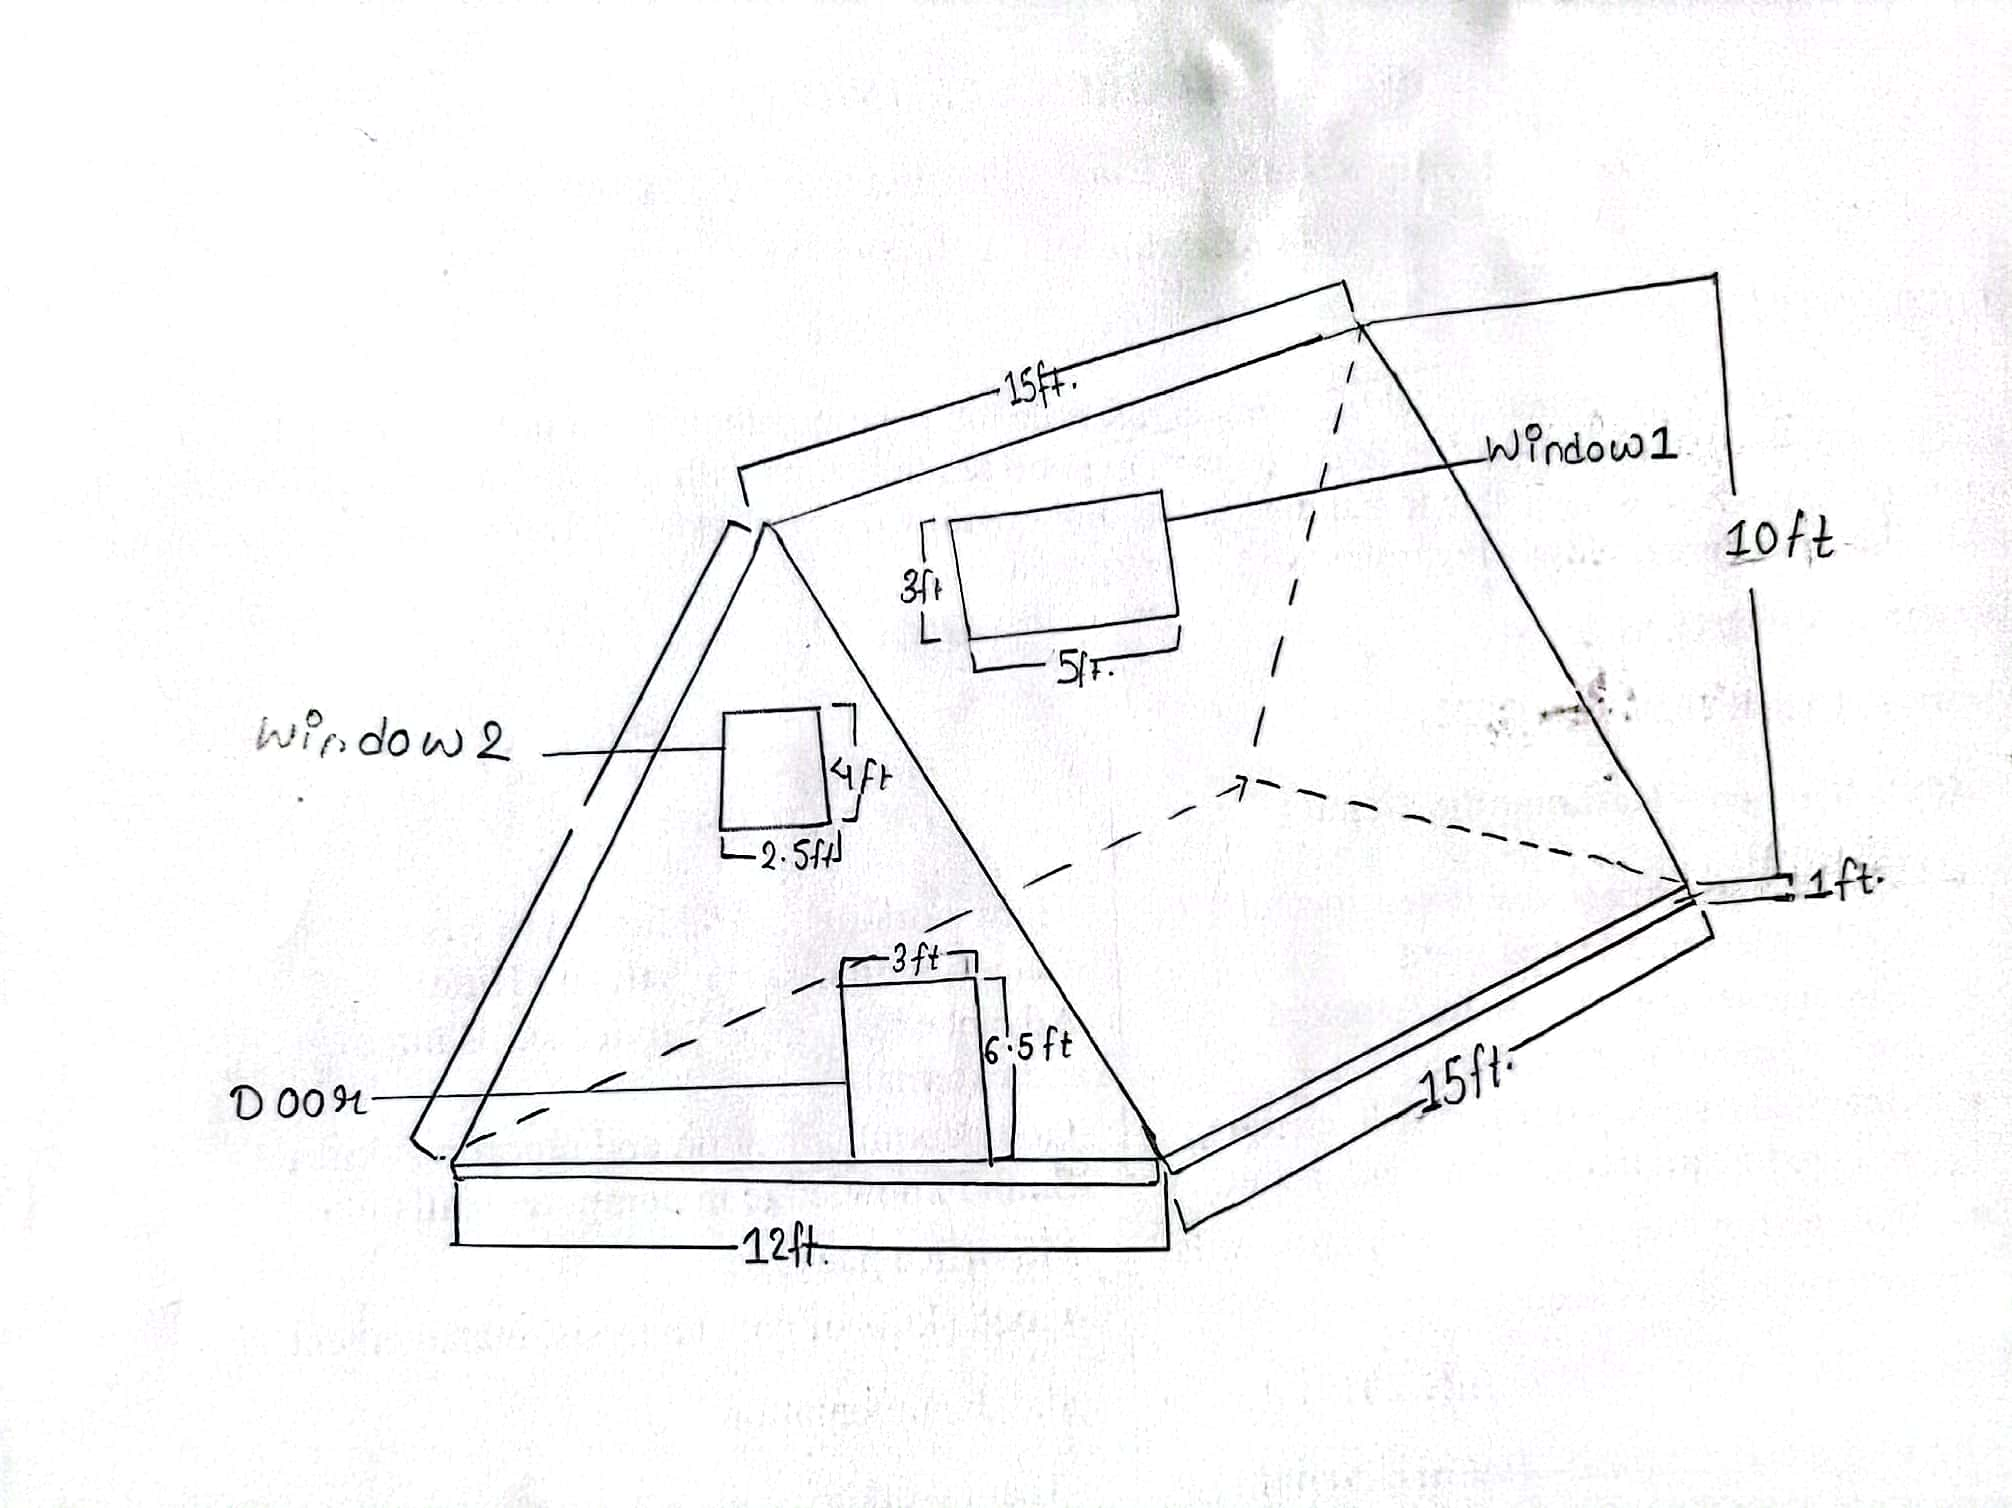 15ft.
Window1
10ft
3ft
5ft.
Window2
4ft
2.5ft
1ft.
3ft
6.5ft
Door
15ft.
12ft.